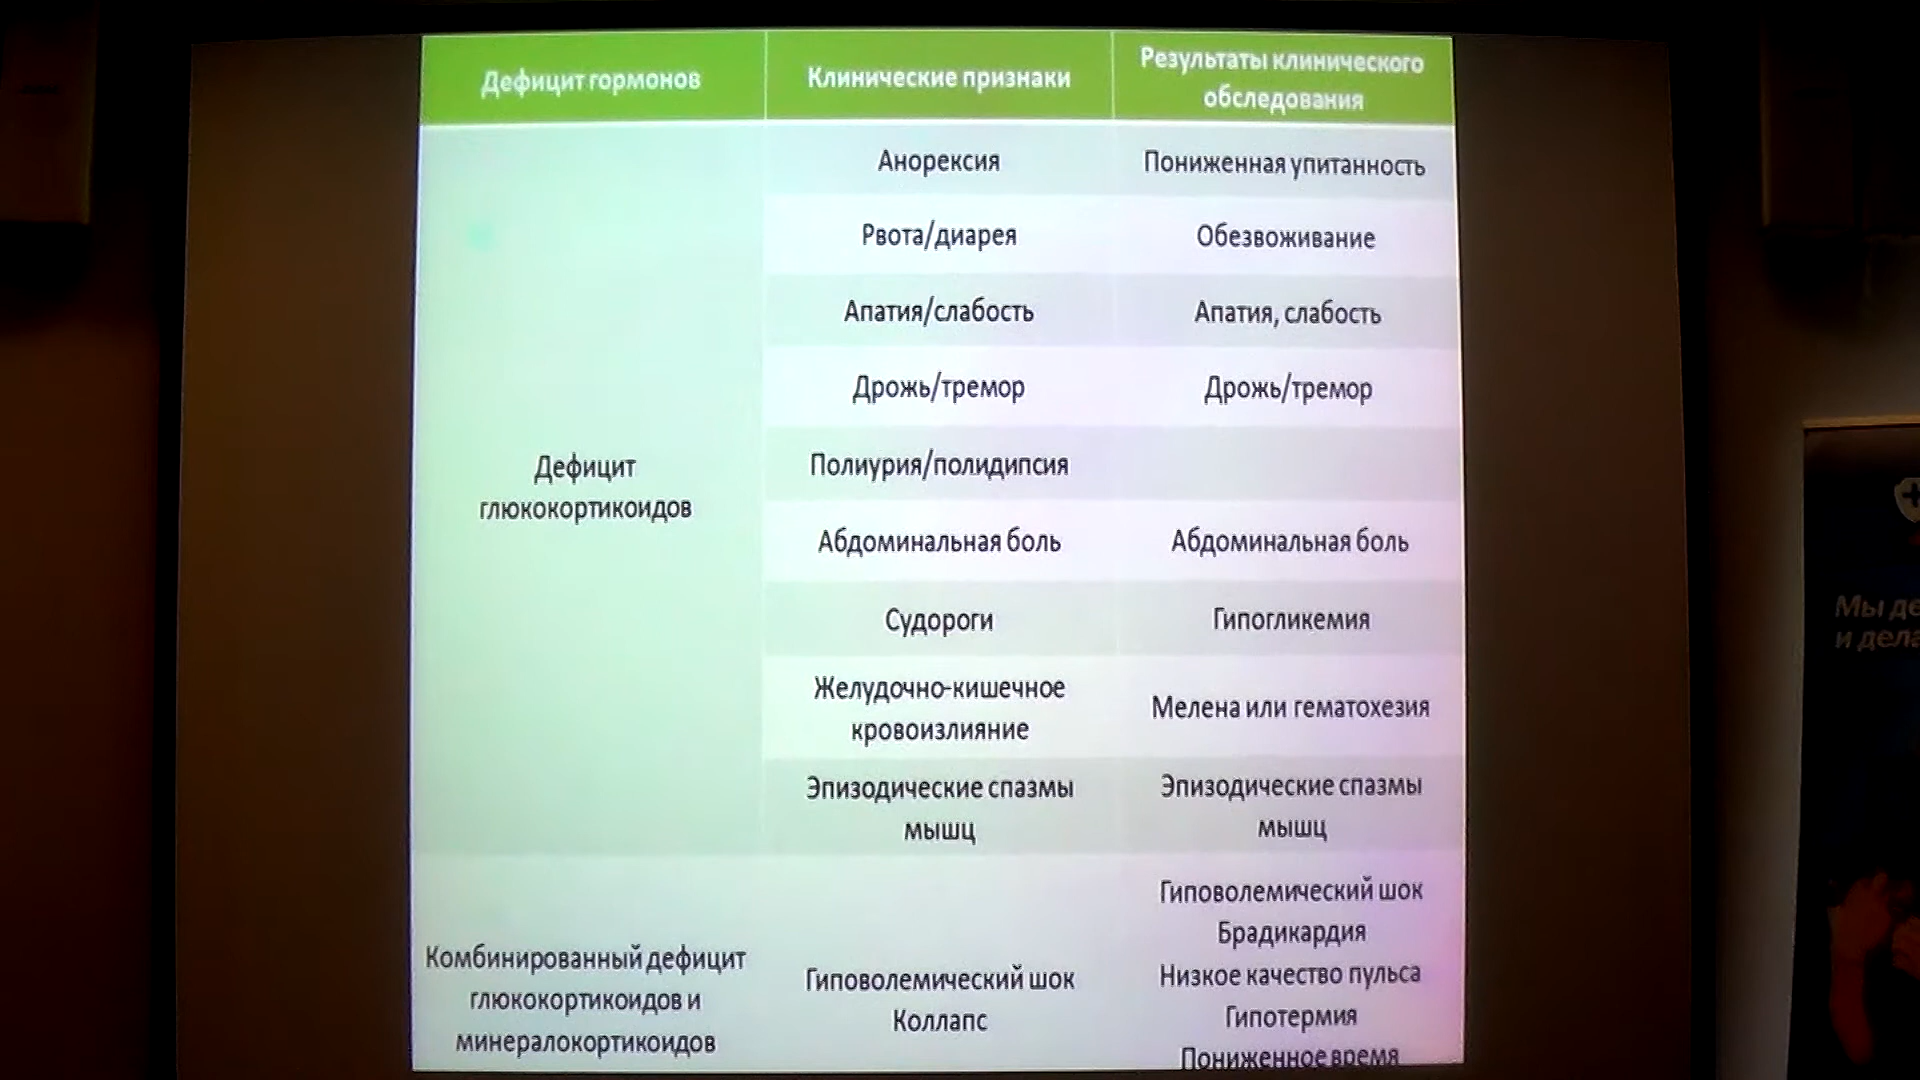 Дефицит гормонов
Клинические признаки
Результаты клинического
обследования
Анорексия
Пониженная упитанность
Рвота/диарея
Обезвоживание
Апатия/слабость
Апатия, слабость
Дрожь/тремор
Дрожь/тремор
Дефицит
глюкокортикоидов
Полиурия/полидипсия
Абдоминальная боль
Абдоминальная боль
Судороги
Гипогликемия
Желудочно-кишечное
кровоизлияние
Мелена или гематохезия
Эпизодические спазмы
мышц
Эпизодические спазмы
мышц
Комбинированный дефицит
глюкокортикоидов и
минералокортикоидов
Гиповолемический шок
Коллапс
Гиповолемический шок
Брадикардия
Низкое качество пульса
Гипотермия
Пониженное время
Мы
и